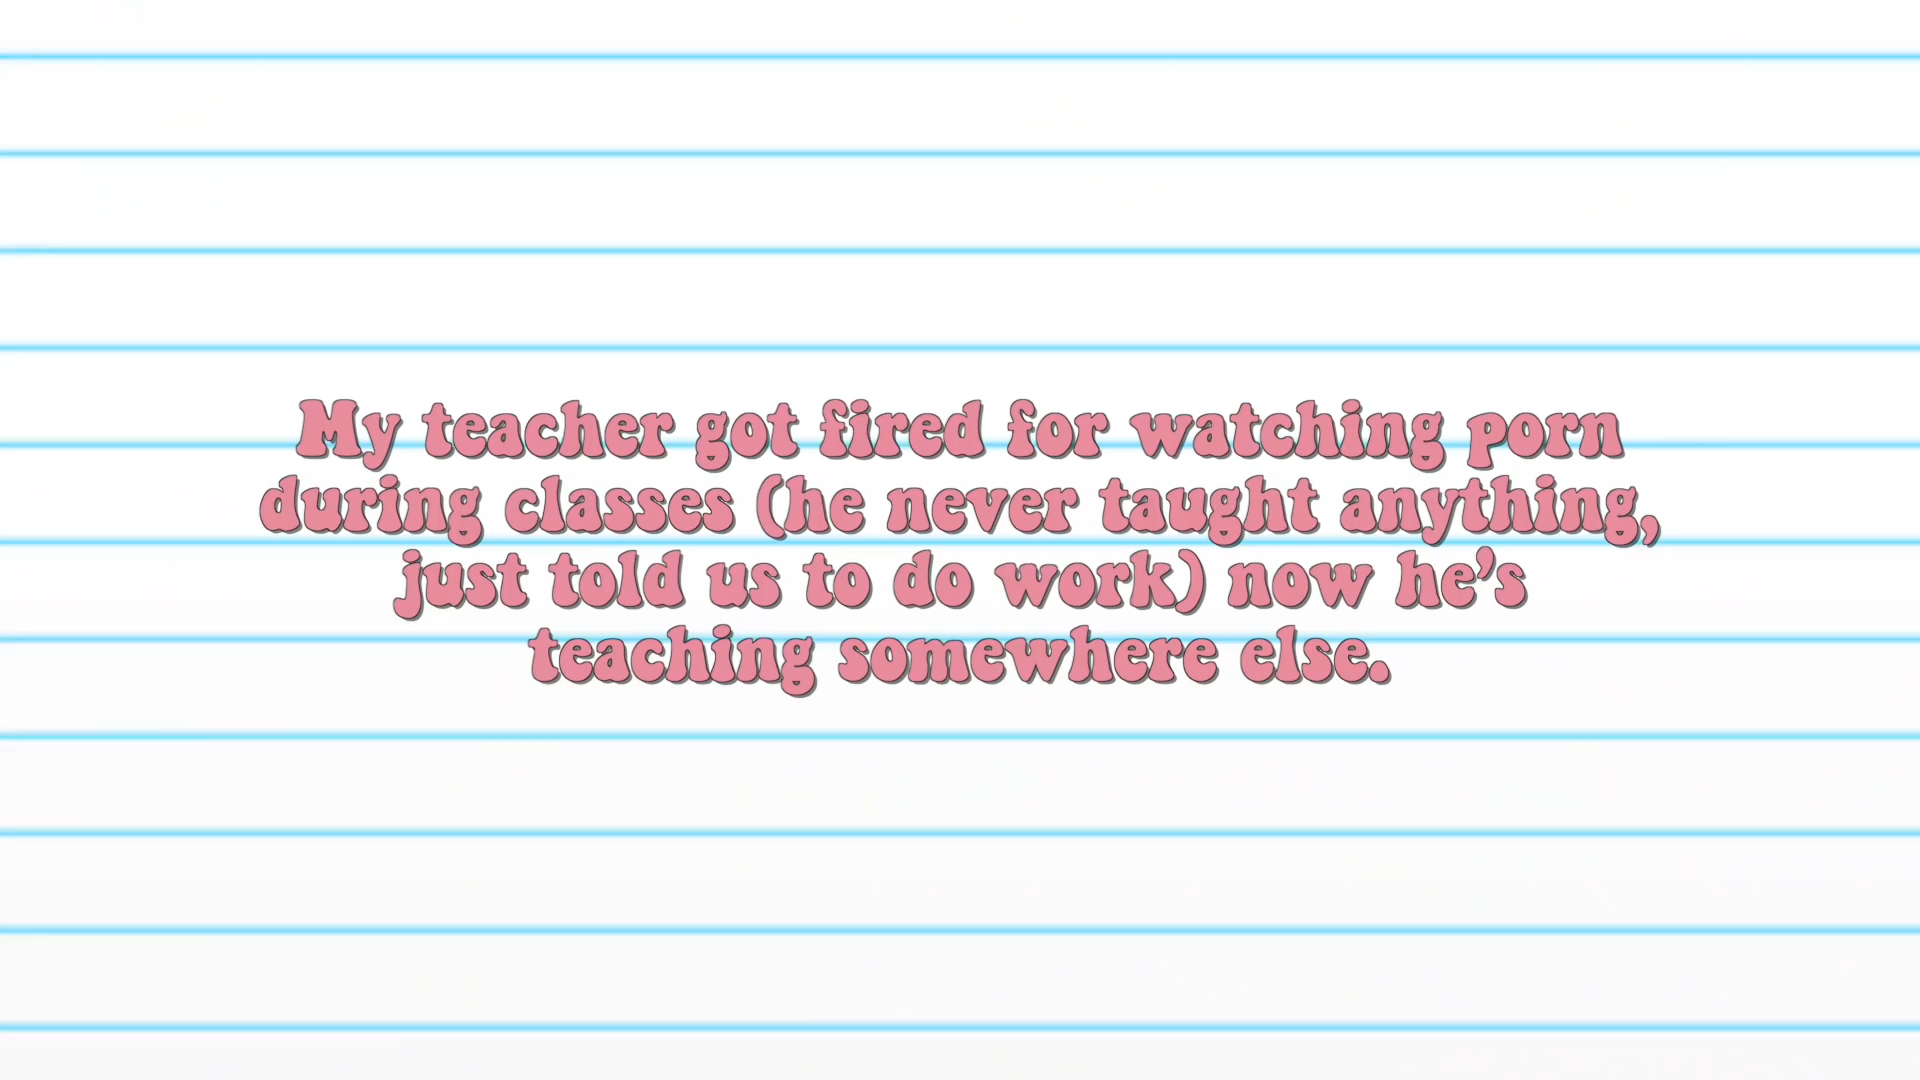 My teacher got fired for watching porn
during classes (he never taught anything,
just told us to do work) now he's
teaching somewhere else.